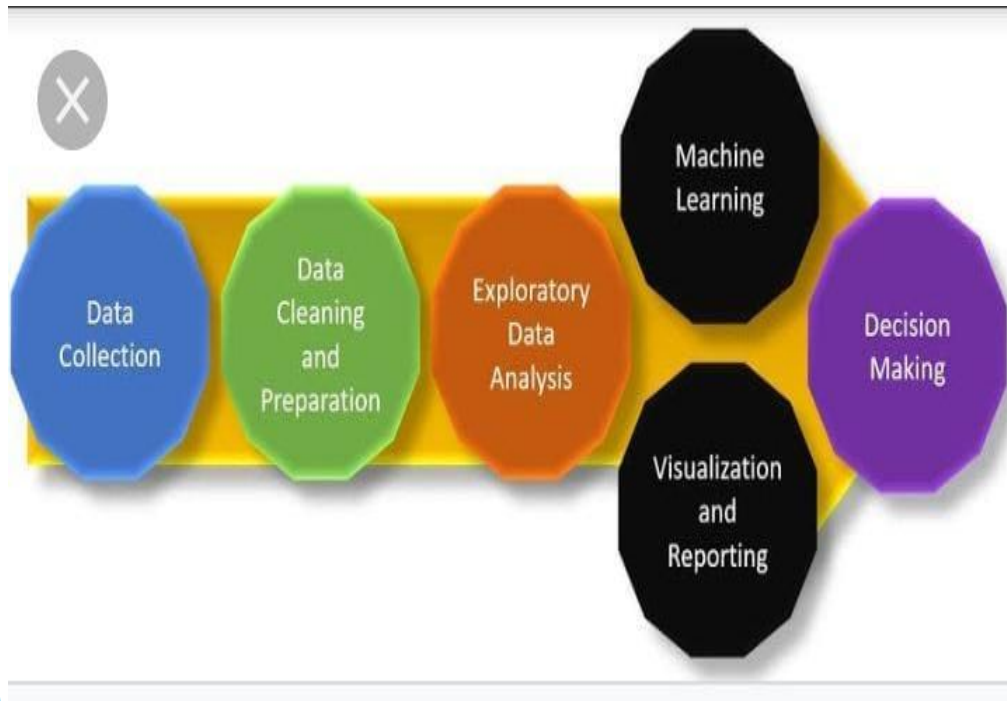 Data
Collection
Data
Cleaning
and
Preparation
Exploratory
Data
Analysis
Machine
Learning
Visualization
and
Reporting
Decision
Making